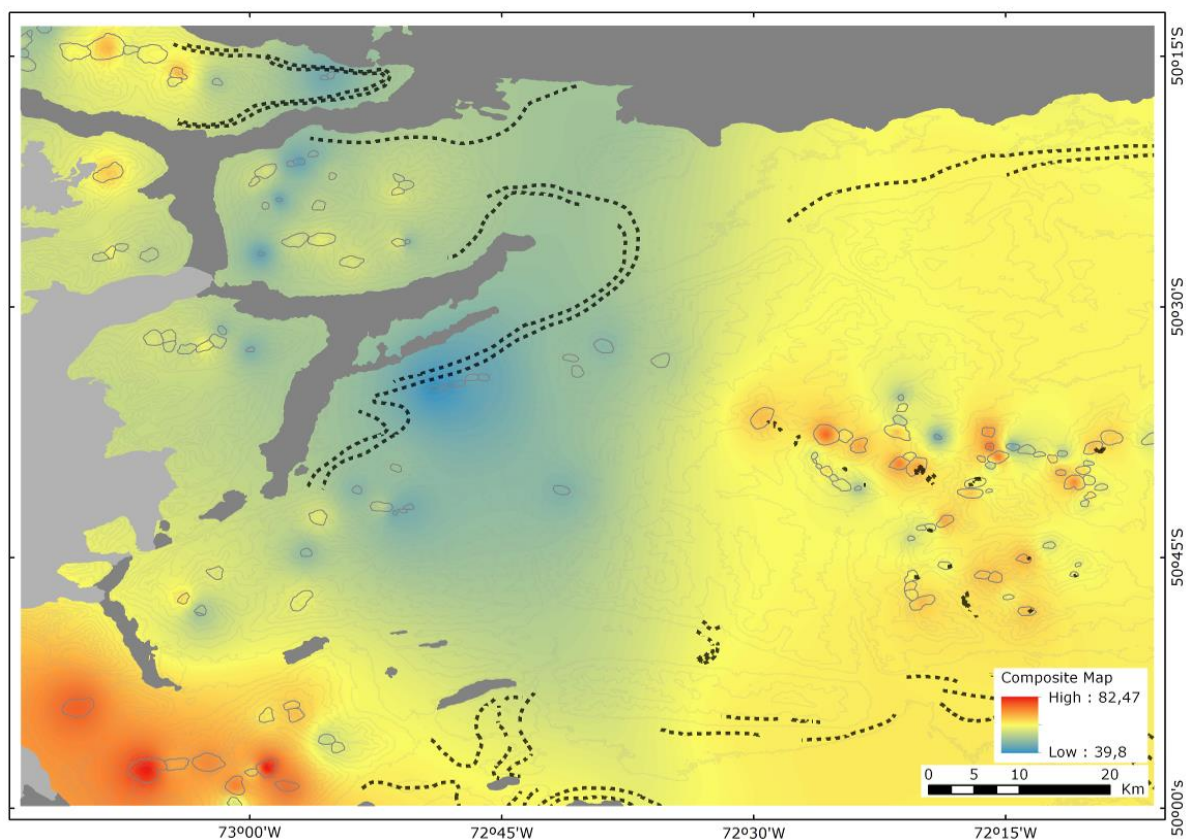 50º15'S
50º30'S
50º45'S
50º00'S
Composite Map
High : 82,47
Low : 39,8
0 5 10 20
Km
73º00'W 72º45'W 72º30'W 72º15'W